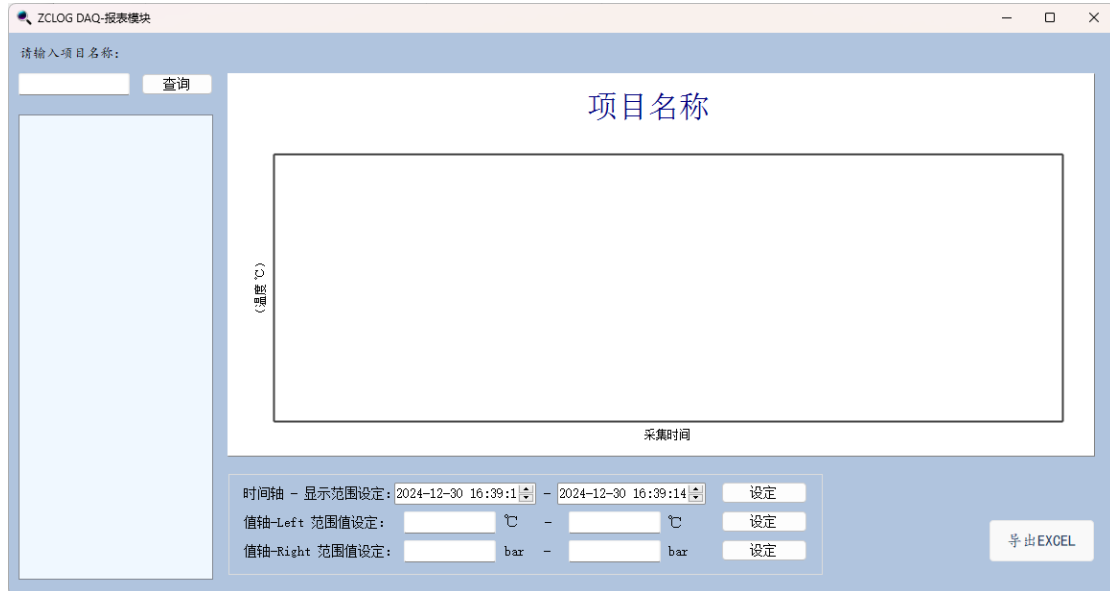 ZCLOG DAQ-报表模块
请输入项目名称:
查询
项目名称
(温度 ℃)
采集时间
时间轴 - 显示范围设定: 2024-12-30 16:39:1 - 2024-12-30 16:39:14 设定
值轴-Left 范围值设定: ℃ - ℃ 设定
值轴-Right 范围值设定: bar - bar 设定
导出EXCEL